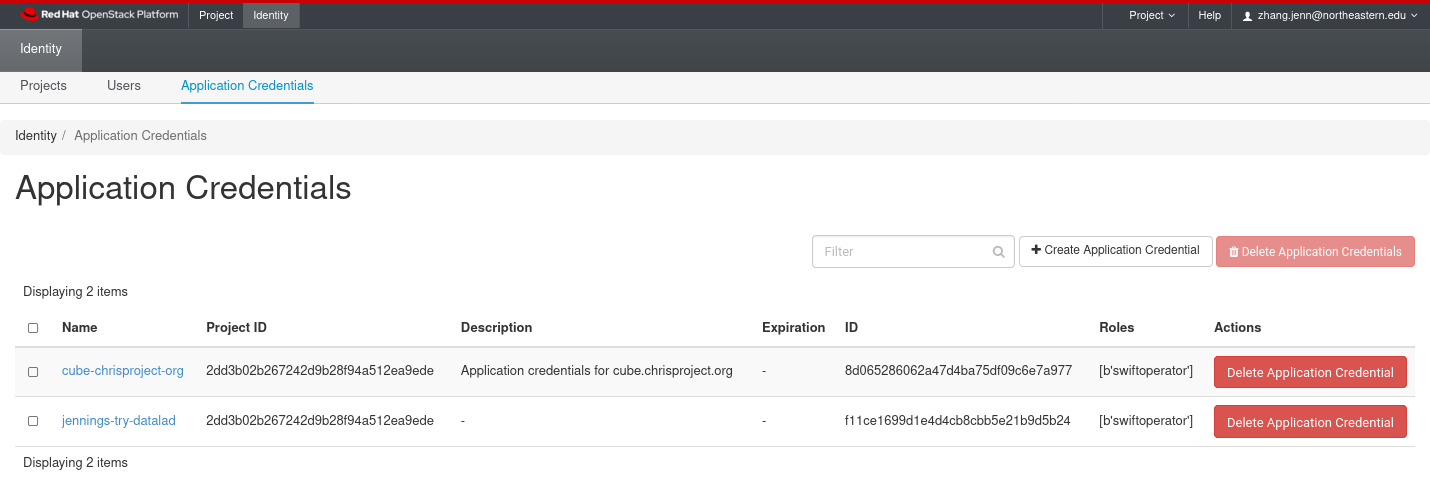 Red Hat OpenStack Platform Project Identity Project Help zhang.jenn@northeastern.edu
Identity
Projects Users Application Credentials
Identity / Application Credentials
Application Credentials
Filter Create Application Credential Delete Application Credentials
Displaying 2 items
Name Project ID Description Expiration ID Roles Actions
cube-chrisproject-org 2dd3b02b267242d9b28f94a512ea9ede Application credentials for cube.chrisproject.org - 8d065286062a47d4ba75df09c6e7a977 [b'swiftoperator'] Delete Application Credential
jennings-try-datalad 2dd3b02b267242d9b28f94a512ea9ede - - f11ce1699d1e4d4cb8cbb5e21b9d5b24 [b'swiftoperator'] Delete Application Credential
Displaying 2 items